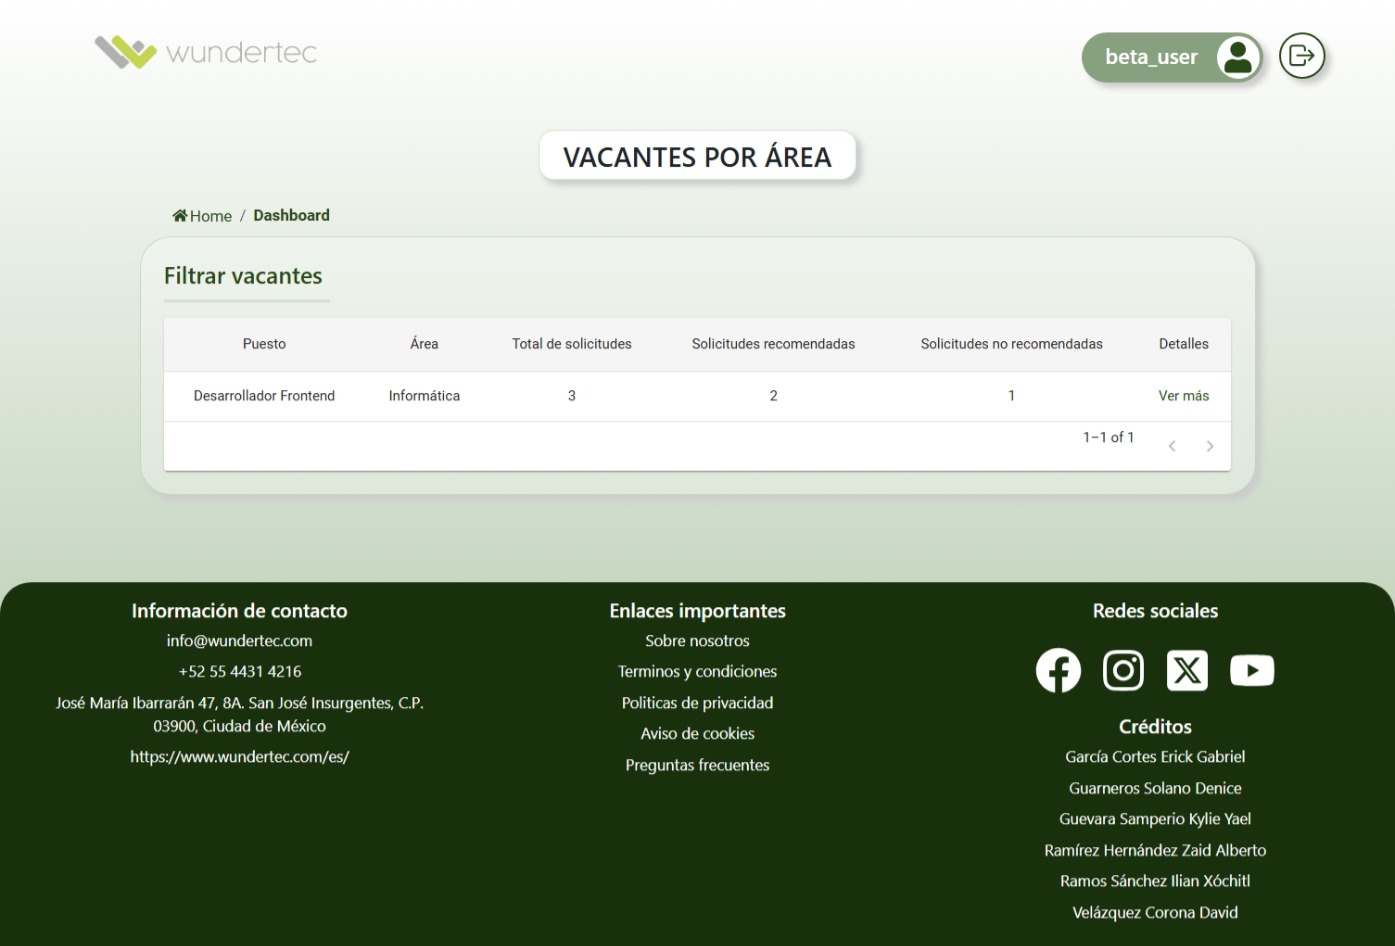 wundertec
beta_user
VACANTES POR ÁREA
Home / Dashboard
Filtrar vacantes
Puesto Área Total de solicitudes Solicitudes recomendadas Solicitudes no recomendadas Detalles
Desarrollador Frontend Informática 3 2 1 Ver más
1–1 of 1
Información de contacto
info@wundertec.com
+52 55 4431 4216
José María Ibarrarán 47, 8A. San José Insurgentes, C.P.
03900, Ciudad de México
https://www.wundertec.com/es/
Enlaces importantes
Sobre nosotros
Terminos y condiciones
Politicas de privacidad
Aviso de cookies
Preguntas frecuentes
Redes sociales
Créditos
García Cortes Erick Gabriel
Guarneros Solano Denice
Guevara Samperio Kylie Yael
Ramírez Hernández Zaid Alberto
Ramos Sánchez Ilian Xóchitl
Velázquez Corona David